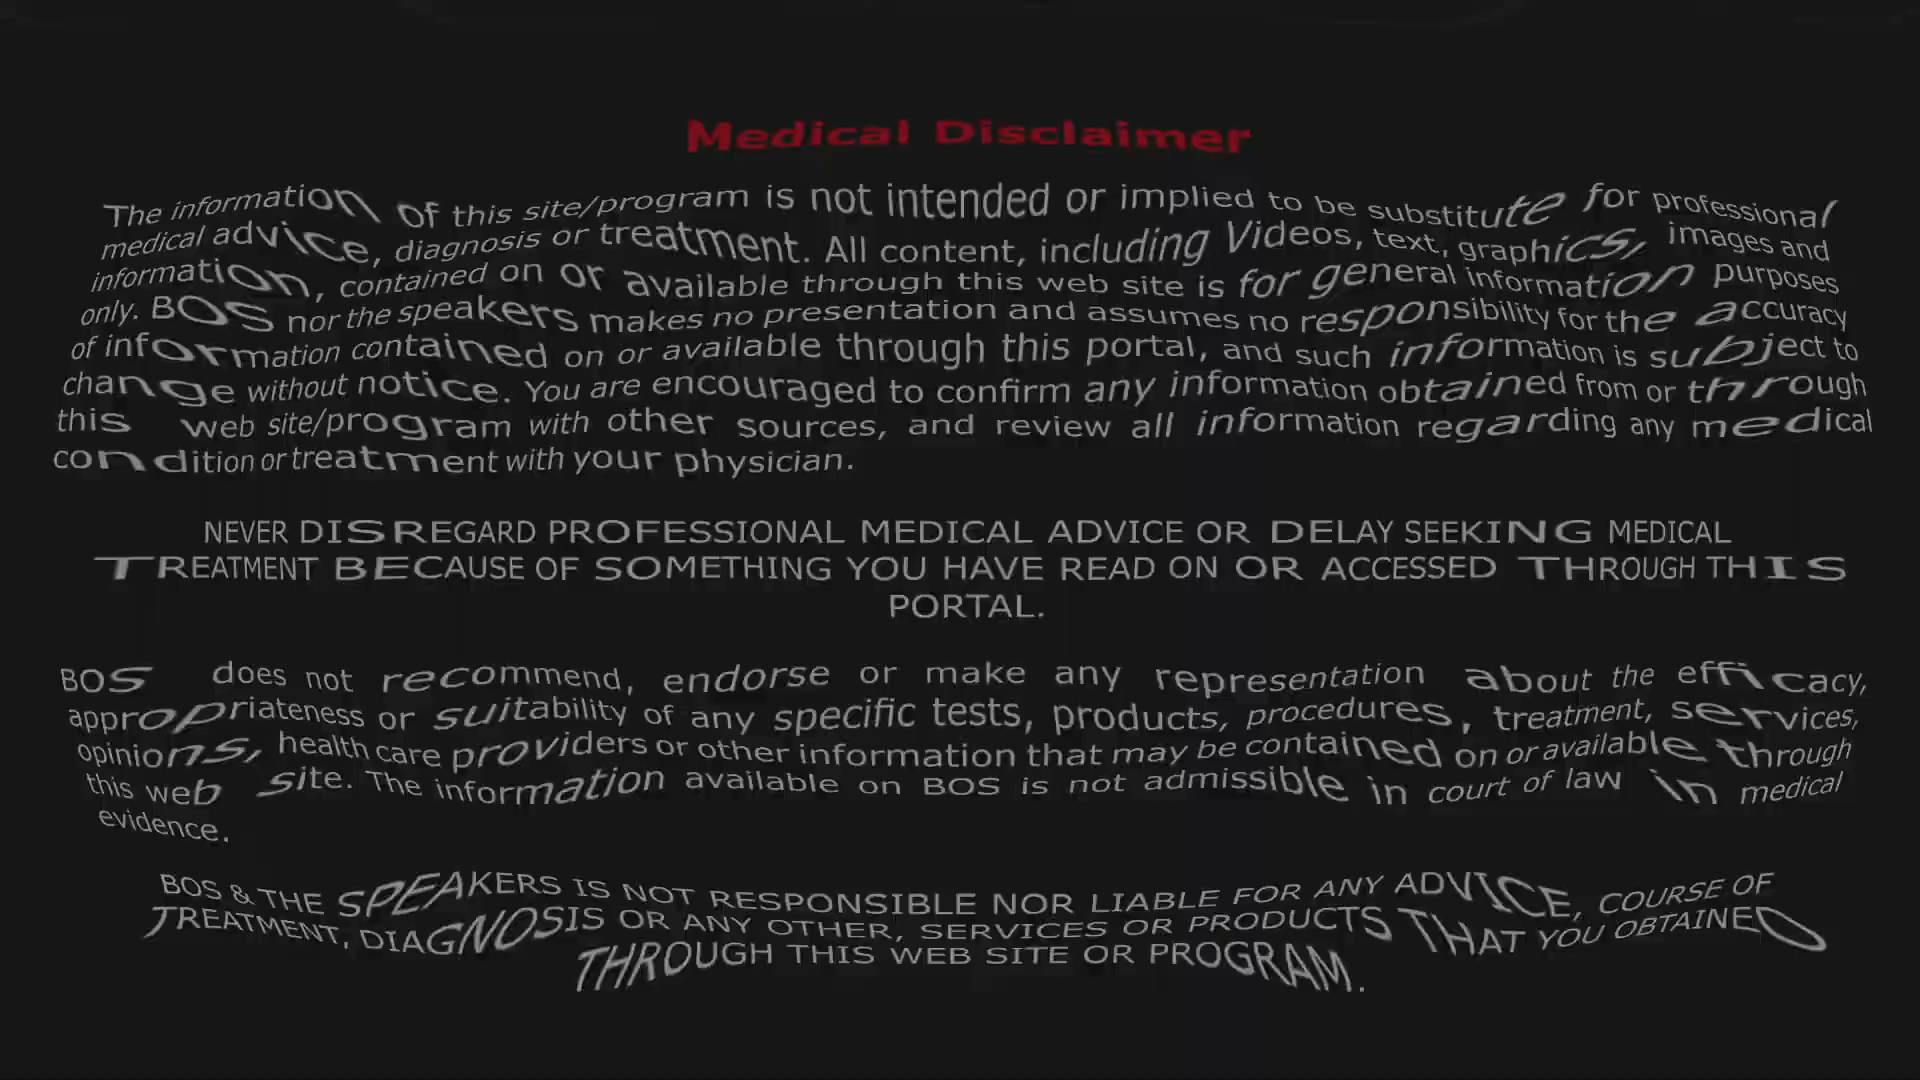 Medical Disclaimer
The information of this site/program is not intended or implied to be substitute for professional
medical advice, diagnosis or treatment. All content, including Videos, text, graphics, images and
information, contained on or available through this web site is for general information purposes
only. BOS nor the speakers makes no presentation and assumes no responsibility for the accuracy
of information contained on or available through this portal, and such information is subject to
change without notice. You are encouraged to confirm any information obtained from or through
this web site/program with other sources, and review all information regarding any medical
condition or treatment with your physician.
NEVER DISREGARD PROFESSIONAL MEDICAL ADVICE OR DELAY SEEKING MEDICAL
TREATMENT BECAUSE OF SOMETHING YOU HAVE READ ON OR ACCESSED THROUGH THIS
PORTAL.
BOS does not recommend, endorse or make any representation about the efficacy,
appropriateness or suitability of any specific tests, products, procedures, treatment, services,
opinions, health care providers or other information that may be contained on or available through
this web site. The information available on BOS is not admissible in court of law in medical
evidence.
BOS & THE SPEAKERS IS NOT RESPONSIBLE NOR LIABLE FOR ANY ADVICE, COURSE OF
TREATMENT, DIAGNOSIS OR ANY OTHER, SERVICES OR PRODUCTS THAT YOU OBTAINED
THROUGH THIS WEB SITE OR PROGRAM.